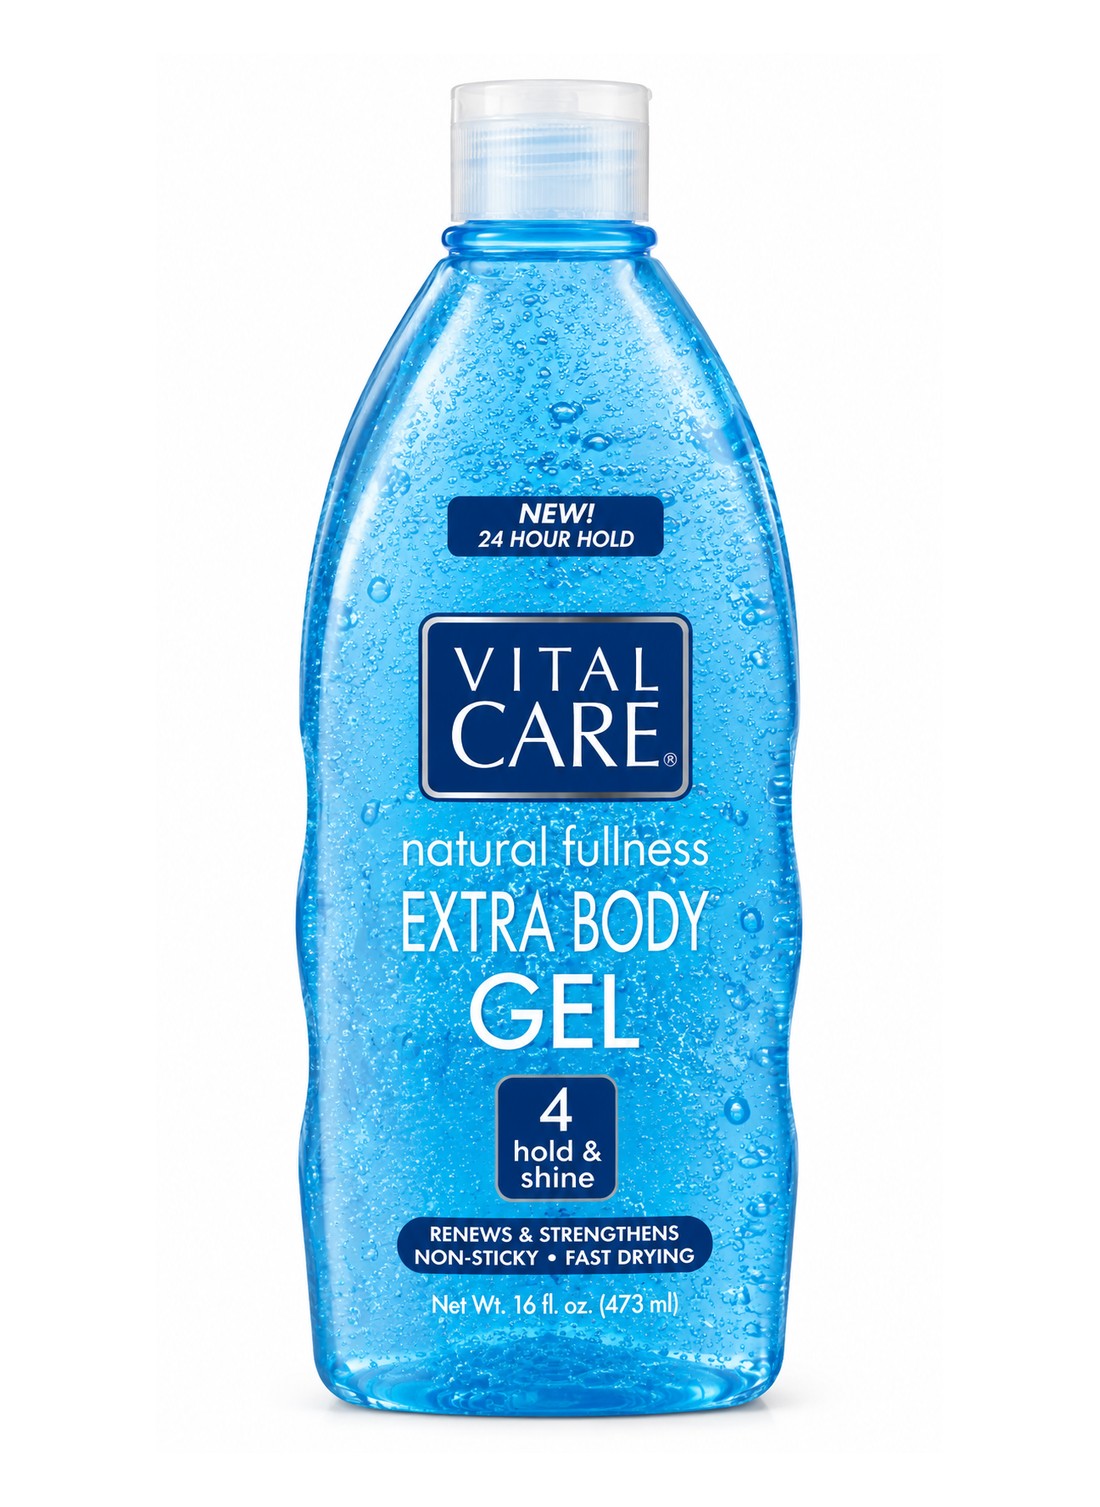 NEW!
24 HOUR HOLD
VITAL
CARE®
natural fullness
EXTRA BODY
GEL
4
hold &
shine
RENEWS & STRENGTHENS
NON-STICKY • FAST DRYING
Net Wt. 16 fl. oz. (473 ml)